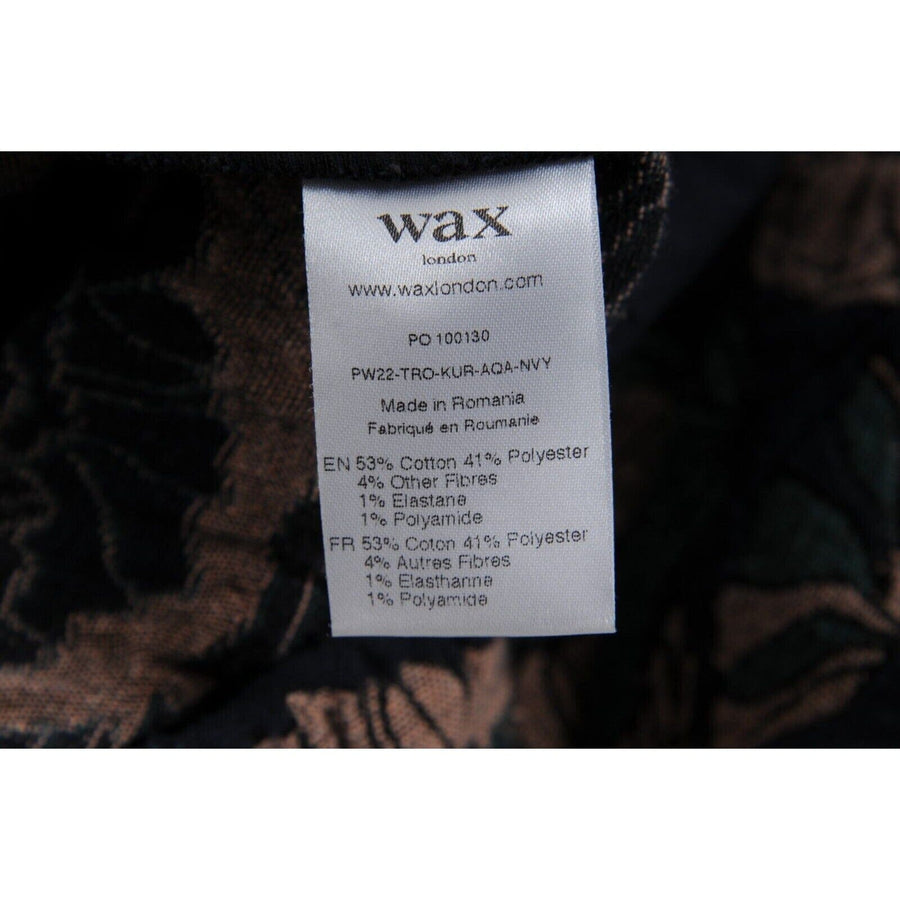 wax
london
www.waxlondon.com
PO 100130
PW22-TRO-KUR-AQA-NVY
Made in Romania
Fabriqué en Roumanie
EN 53% Cotton 41% Polyester
4% Other Fibres
1% Elastane
1% Polyamide
FR 53% Coton 41% Polyester
4% Autres Fibres
1% Elasthanne
1% Polyamide